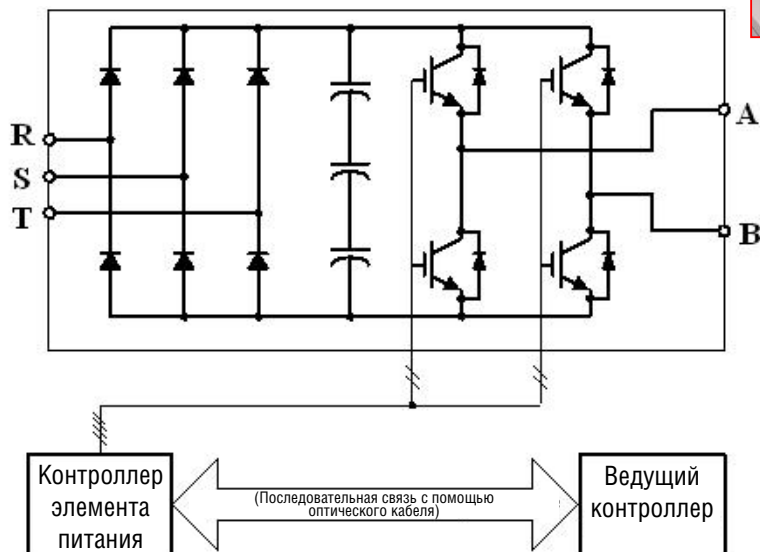 R
S
T
A
B
Контроллер
элемента
питания
(Последовательная связь с помощью
оптического кабеля)
Ведущий
контроллер